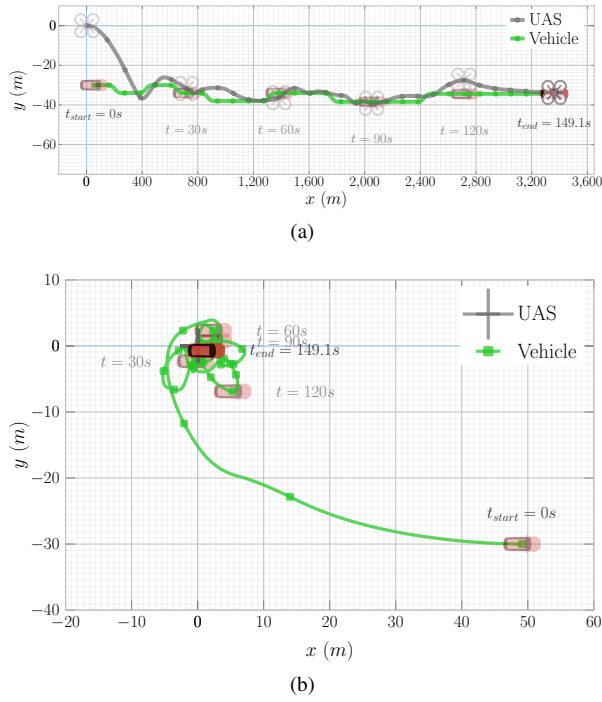 0
−20
−40
−60
y (m)
UAS
Vehicle
t_start = 0s
t = 30s
t = 60s
t = 90s
t = 120s
t_end = 149.1s
0 400 800 1,200 1,600 2,000 2,400 2,800 3,200 3,600
x (m)
(a)
10
0
−10
−20
−30
−40
y (m)
UAS
Vehicle
t = 60s
t = 90s
t_end = 149.1s
t = 30s
t = 120s
t_start = 0s
−20 −10 0 10 20 30 40 50 60
x (m)
(b)